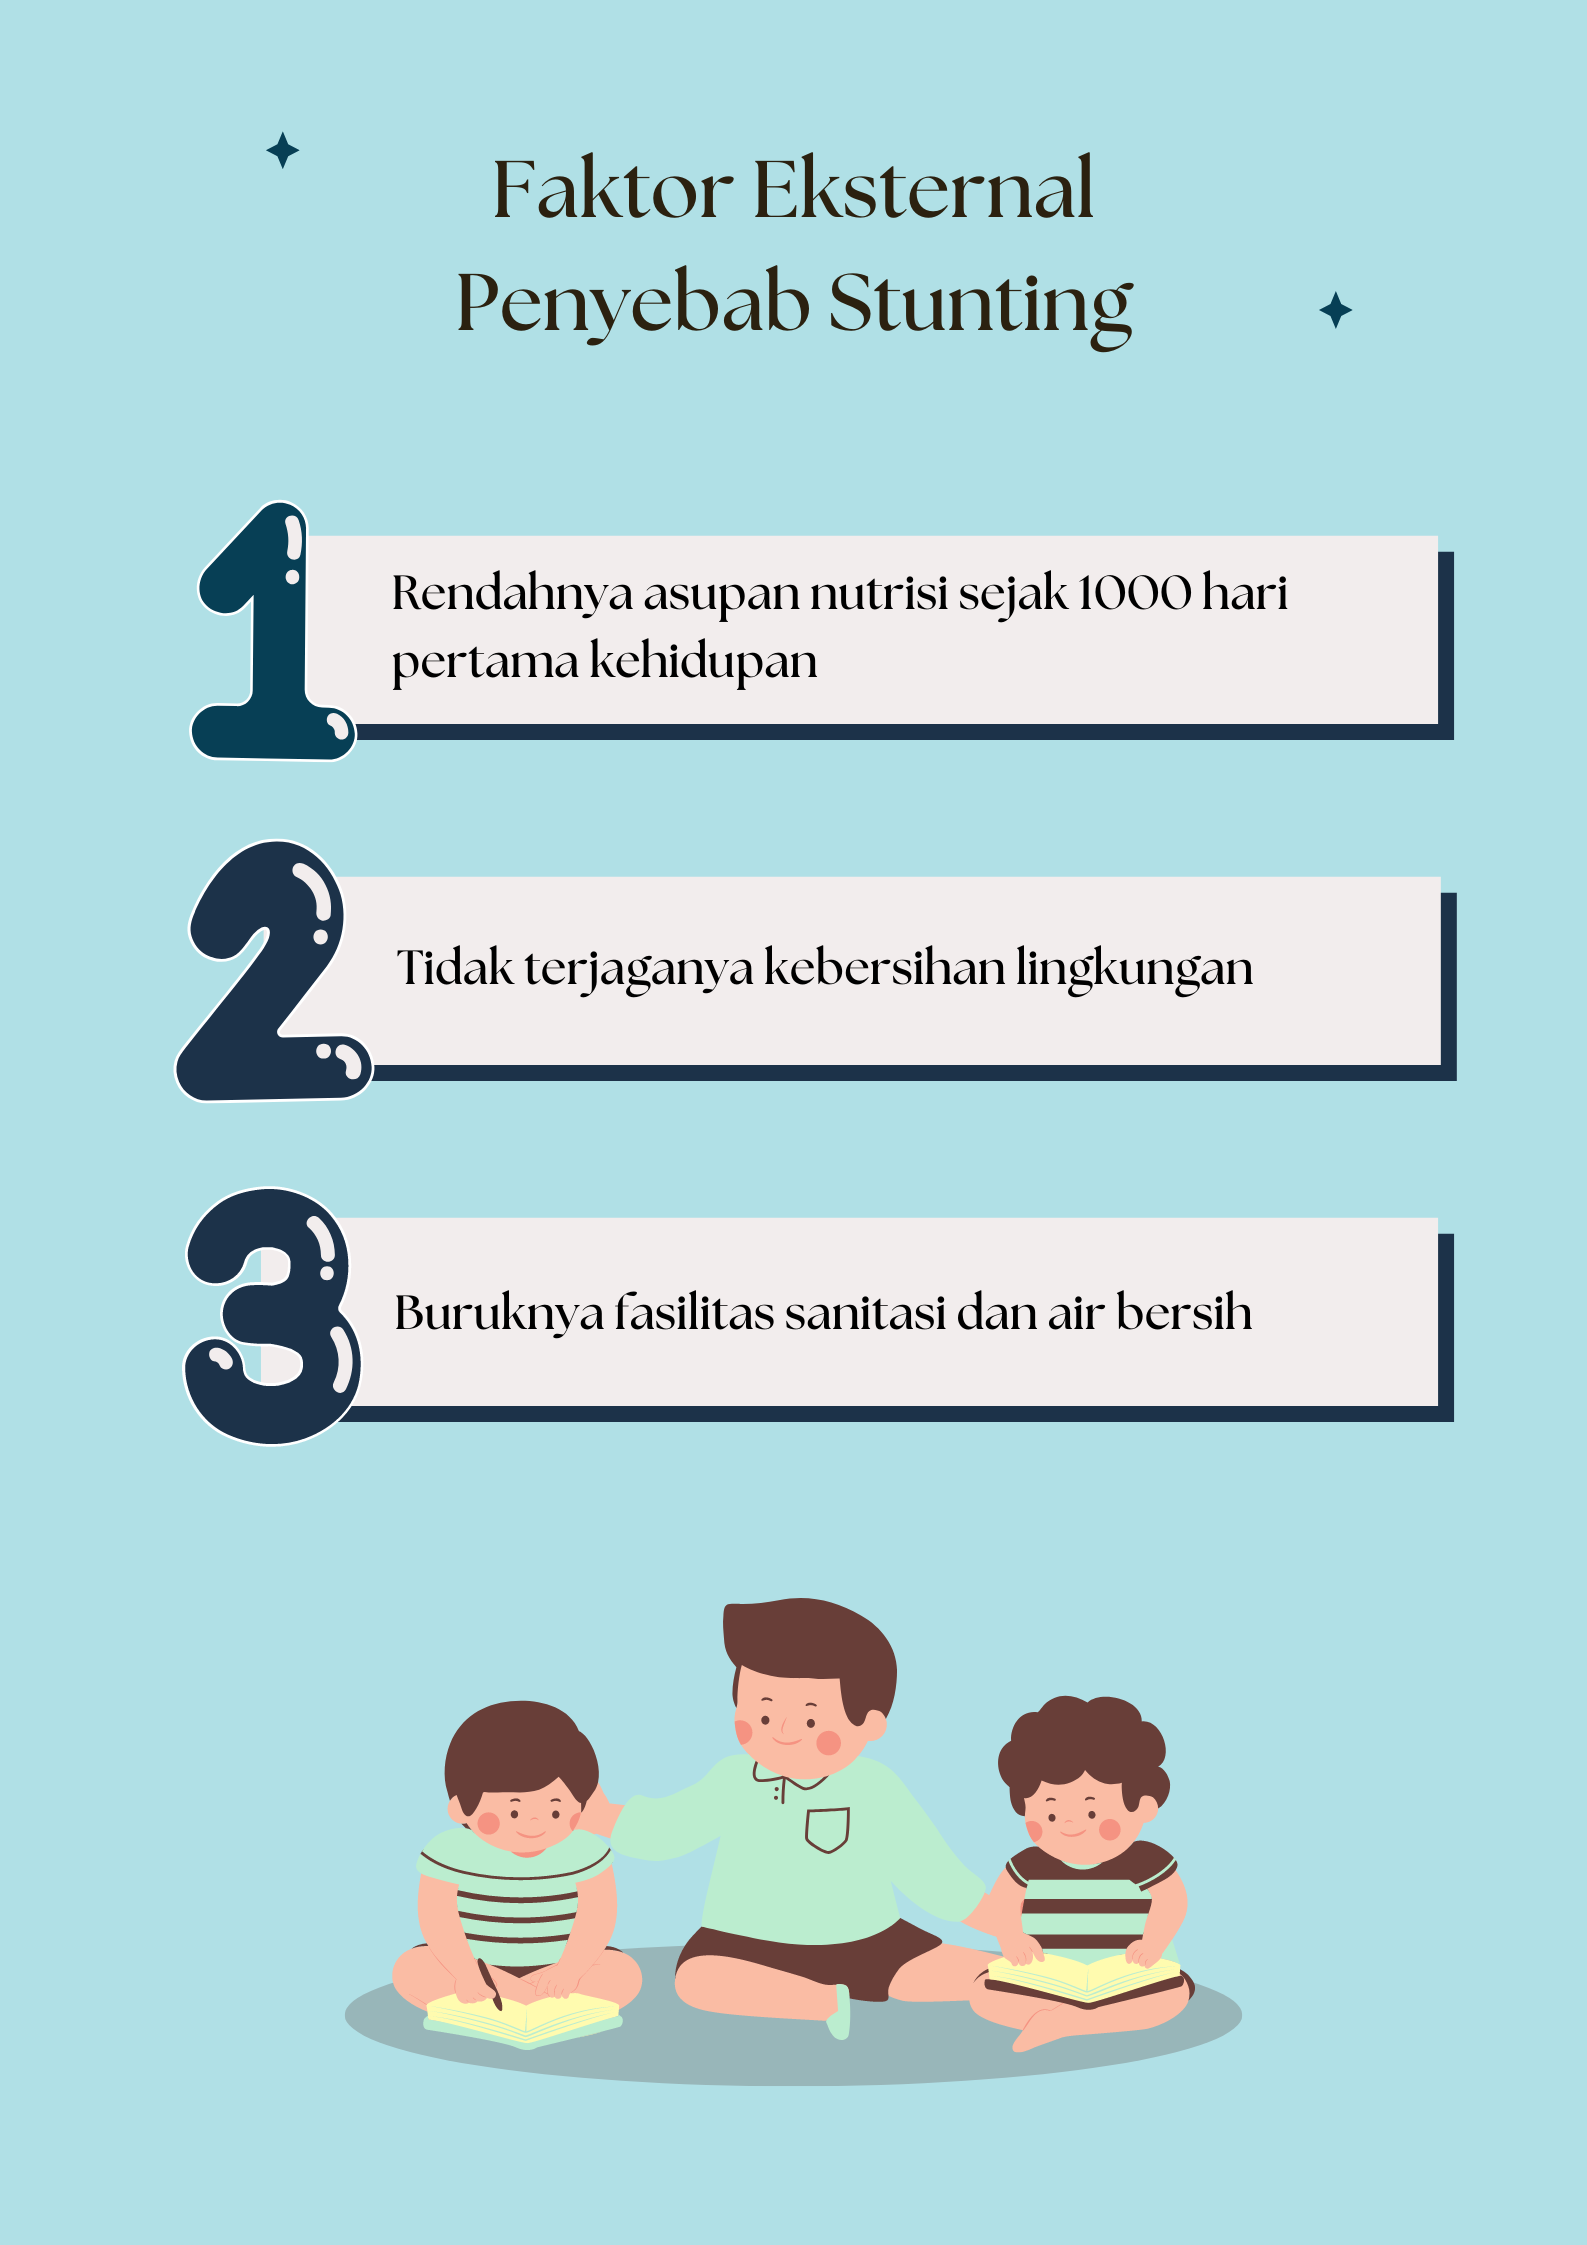 Faktor Eksternal
Penyebab Stunting
1
Rendahnya asupan nutrisi sejak 1000 hari
pertama kehidupan
2
Tidak terjaganya kebersihan lingkungan
3
Buruknya fasilitas sanitasi dan air bersih